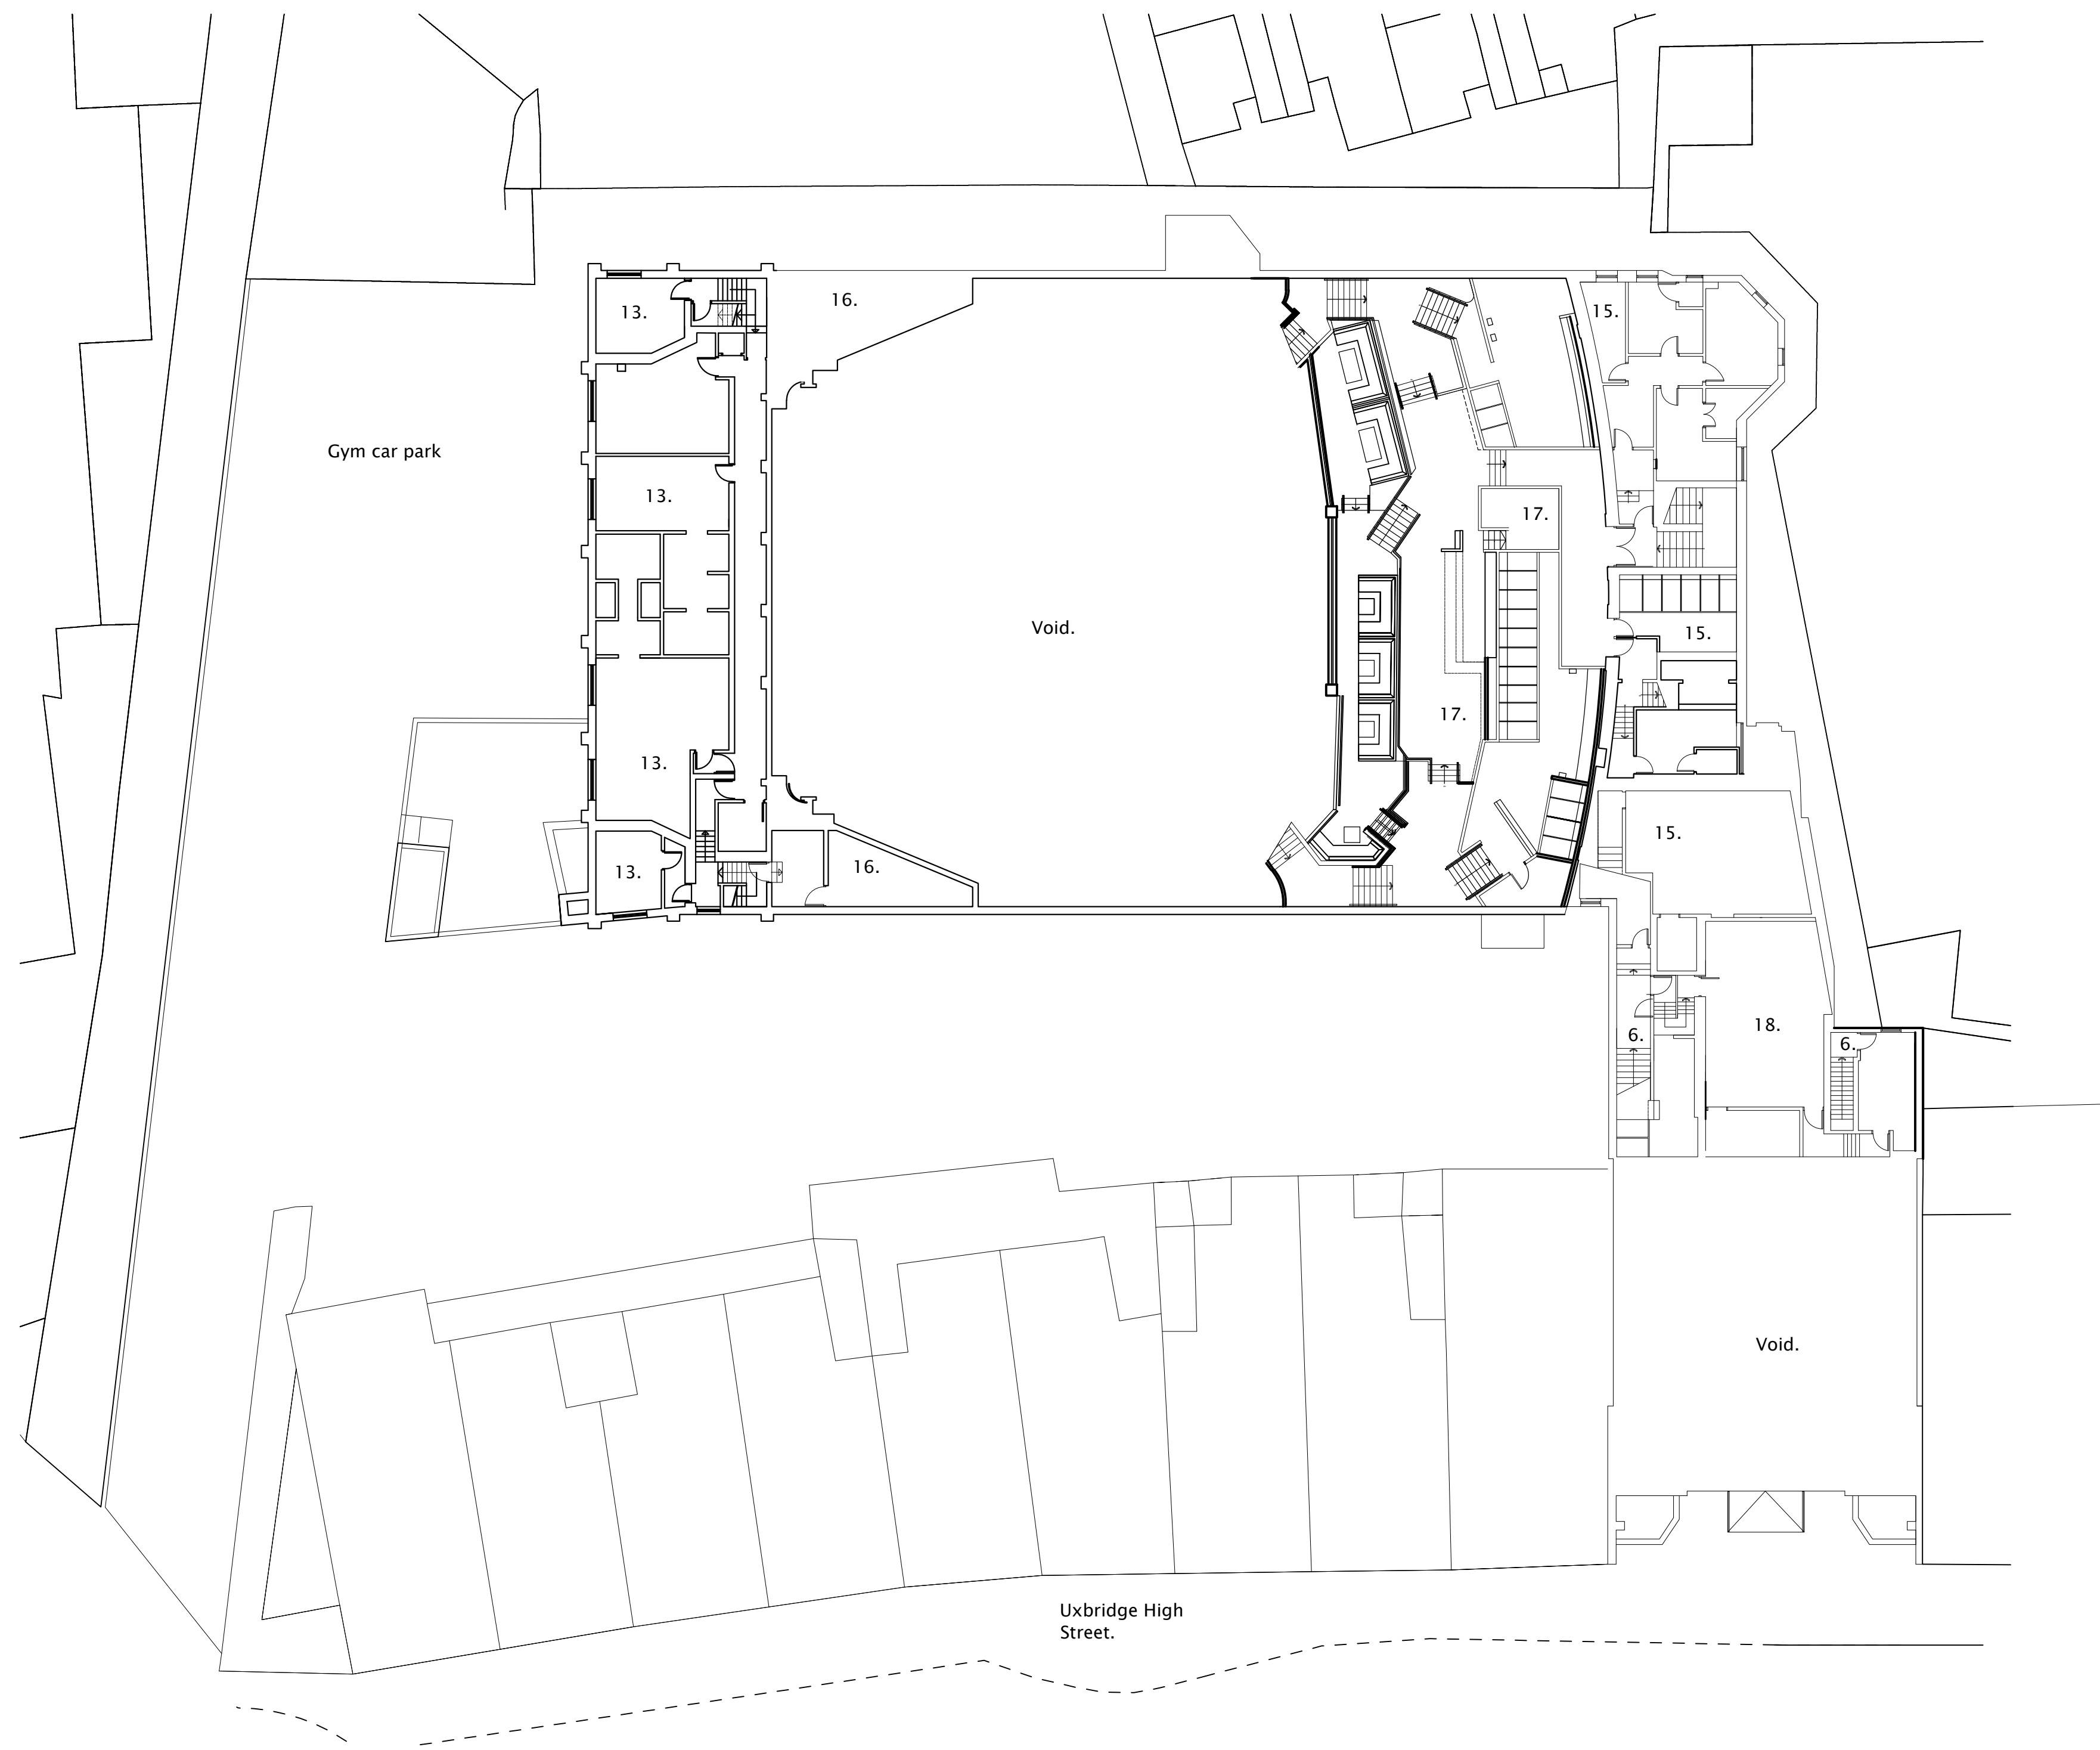 16.
15.
13.
Gym car park
13.
17.
Void.
15.
17.
13.
15.
16.
13.
18.
6.
6.
Void.
Uxbridge High
Street.